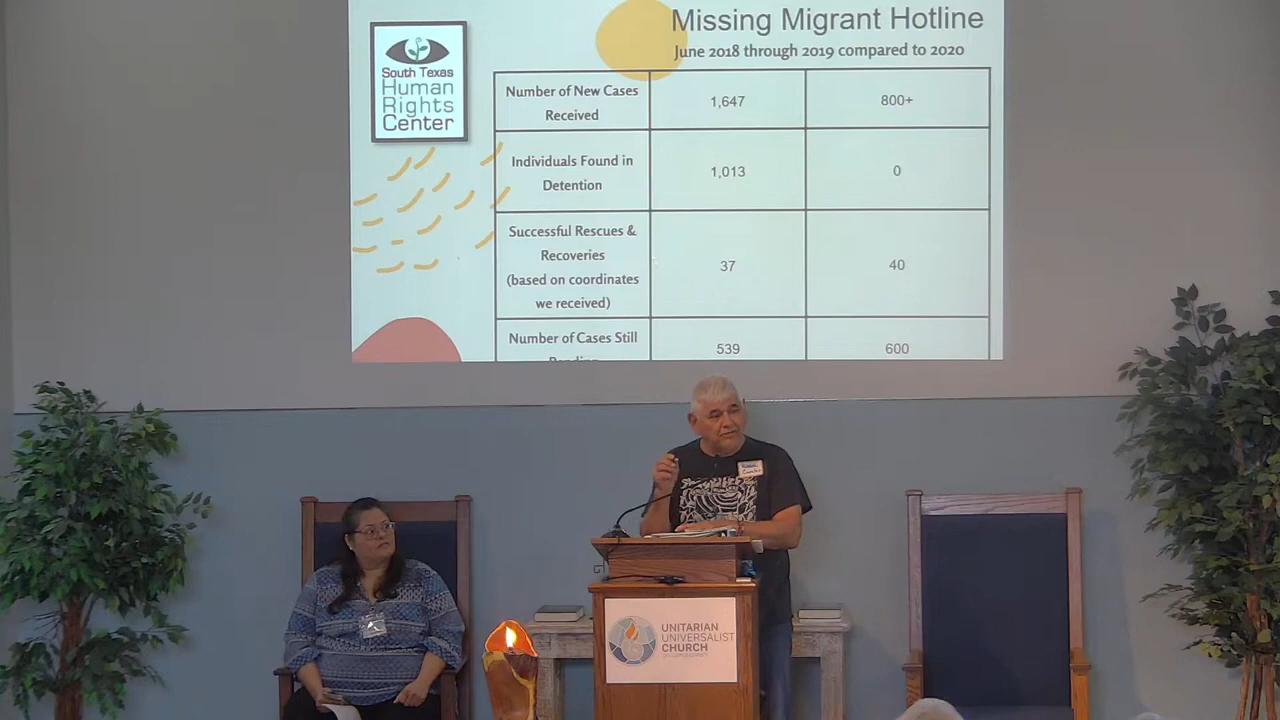 Missing Migrant Hotline
June 2018 through 2019 compared to 2020
South Texas
Human
Rights
Center
Number of New Cases
Received
1,647
800+
Individuals Found in
Detention
1,013
0
Successful Rescues &
Recoveries
(based on coordinates
we received)
37
40
Number of Cases Still
539
600
UNITARIAN
UNIVERSALIST
CHURCH